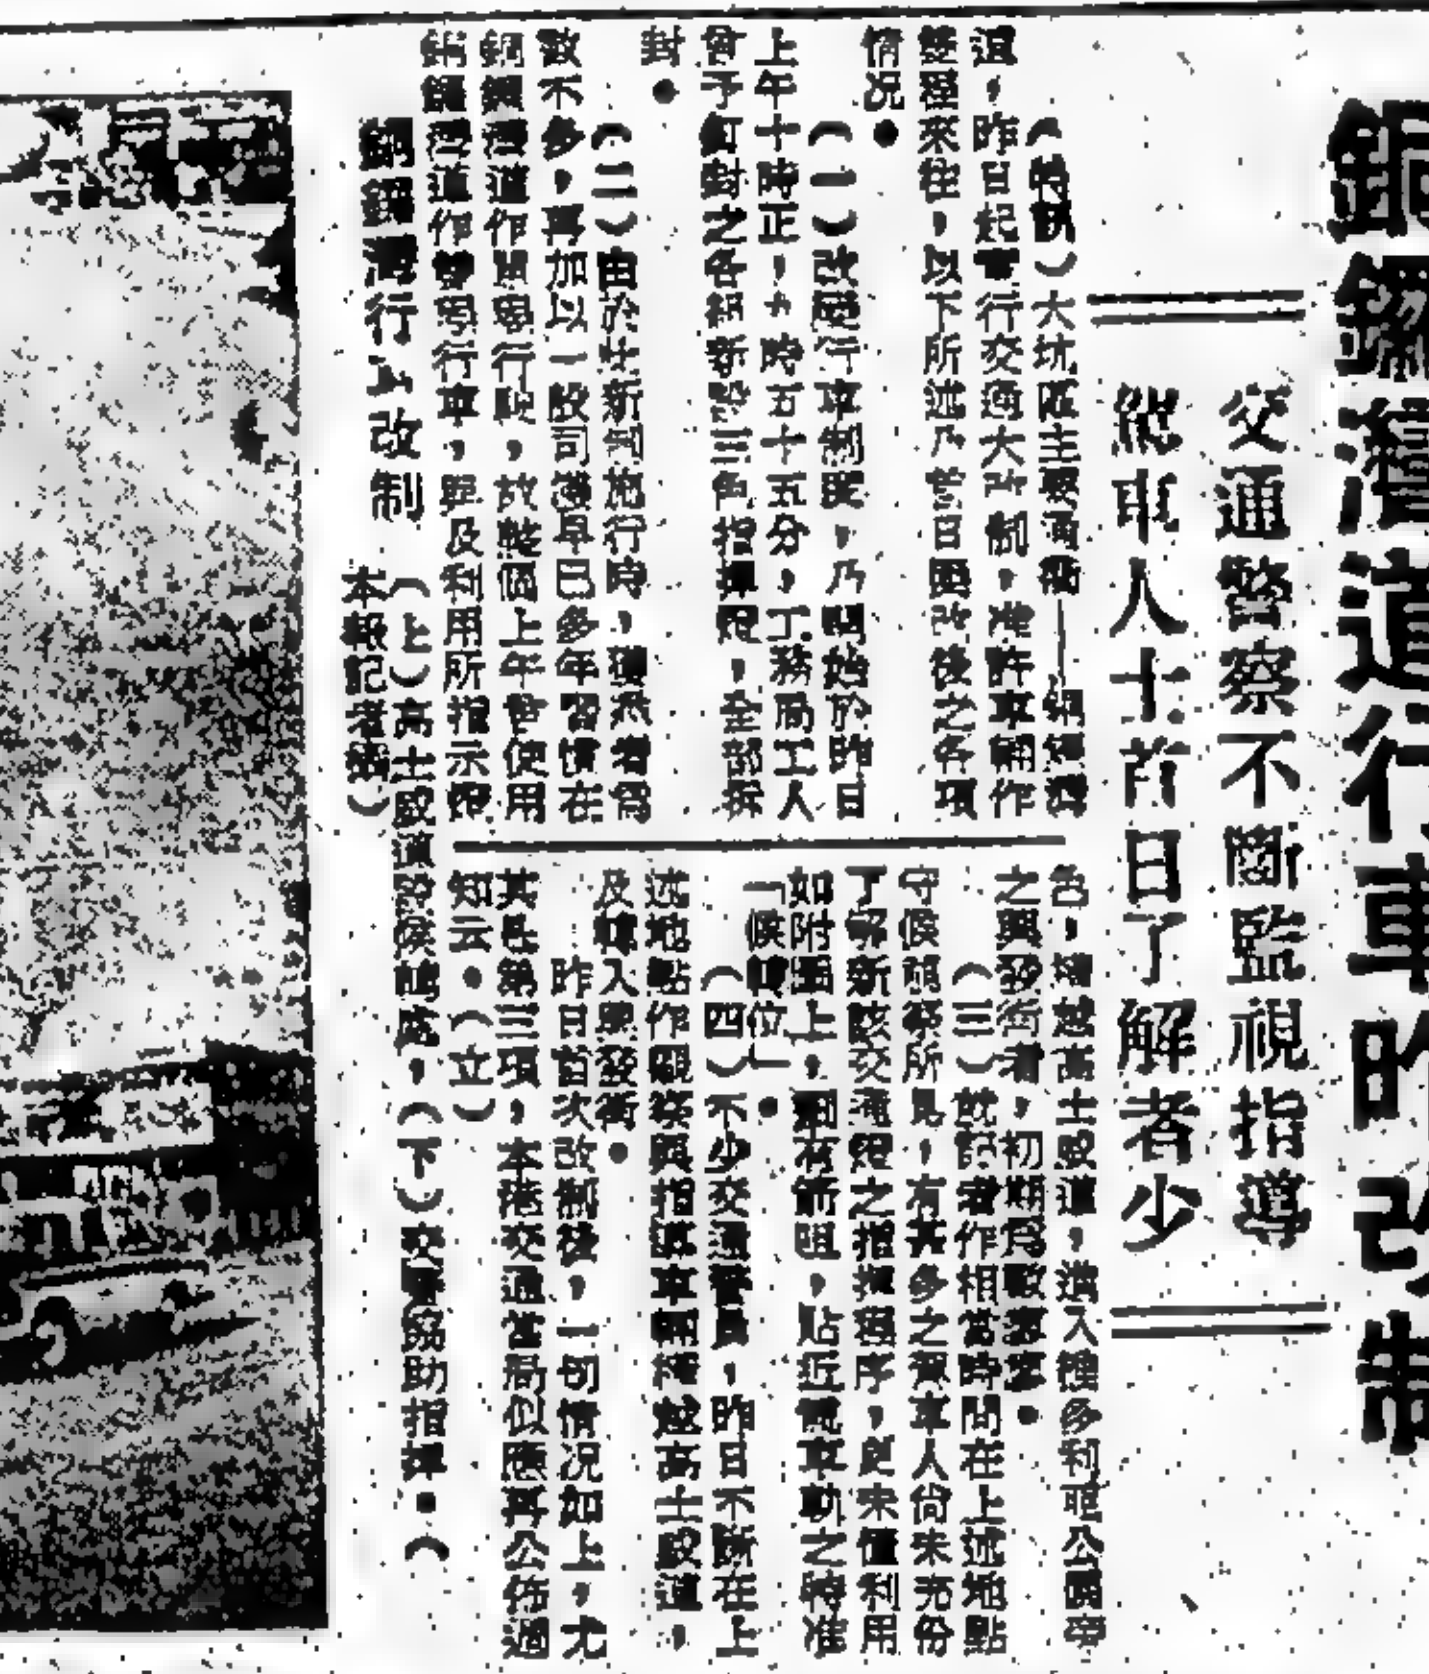 銅鑼灣道行車昨改制
交通警察不斷監視指導
駕車人士首日了解者少
(特訊)大坑區主要通衢——銅鑼灣
道,昨日起實行交通大改制,准許車輛作
雙程來往,以下所述乃昔日與改後之各項
情況●
(一)改變行車制度,乃開始於昨日
上午十時正,九時五十五分,工務局工人
曾予釘封之各組新設三色指揮燈,全部拆
封●
(二)由於此新制施行時,獲悉者為
數不多,再加以一般司機早已多年習慣在
銅鑼灣道作單程行駛,故整個上午會使用
銅鑼灣道作雙程行車,與及利用所指示燈
色,橫越高士威道,進入維多利亞公園旁
之興發街者,初期為數寥寥●
(三)就記者作相當時間在上述地點
守候視察所見,有甚多之駕車人尚未充份
了解新設交通燈之指揮程序,更未懂利用
如附圖上,劃有箭咀,貼近電車軌之特准
「候轉位」●
(四)不少交通警員,昨日不斷在上
述地點作視察與指導車輛橫越高士威道,
及轉入興發街●
昨日首次改制後,一切情況如上,尤
其是第三項,本港交通當局似應再公佈週
知云●(立)
銅鑼灣行車改制
(上)高士威道設候轉處,(下)交警協助指揮●(
本報記者攝)